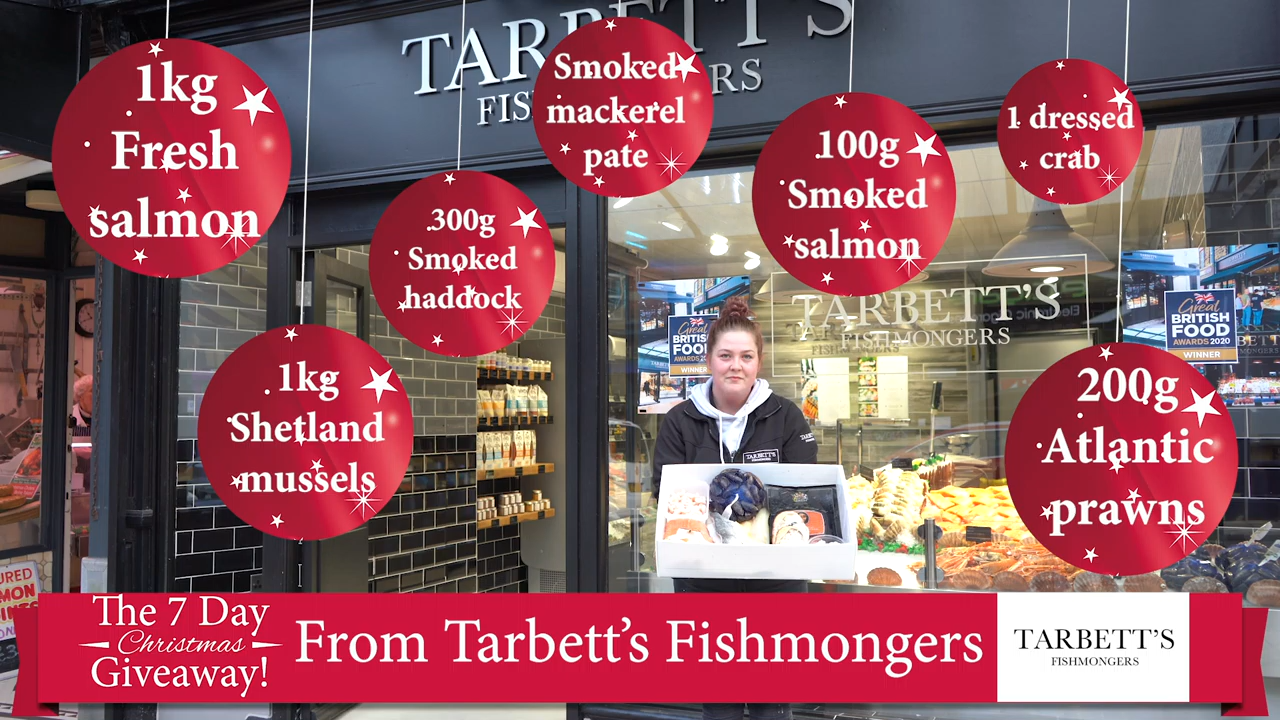 TARBETT'S
FISHMONGERS
1kg
Fresh
salmon
300g
Smoked
haddock
Smoked
mackerel
pate
100g
Smoked
salmon
1 dressed
crab
1kg
Shetland
mussels
200g
Atlantic
prawns
TARBETT'S
FISHMONGERS
Great
BRITISH
FOOD
AWARDS 2020
WINNER
Great
BRITISH
FOOD
AWARDS 2020
WINNER
TARBETT'S
FISHMONGERS
The 7 Day
Christmas
Giveaway!
From Tarbett's Fishmongers
TARBETT'S
FISHMONGERS